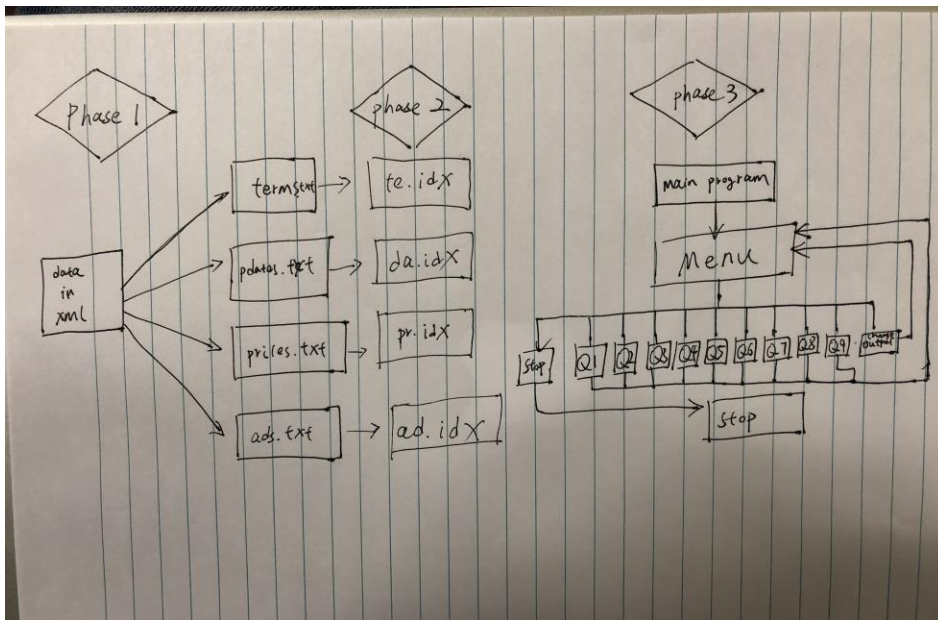 Phase 1
phase 2
phase 3
data
in
xml
terms.txt
te.idx
pdates.txt
da.idx
prices.txt
pr.idx
ads.txt
ad.idx
main program
Menu
Stop
Q1
Q2
Q3
Q4
Q5
Q6
Q7
Q8
Q9
change
output
Stop